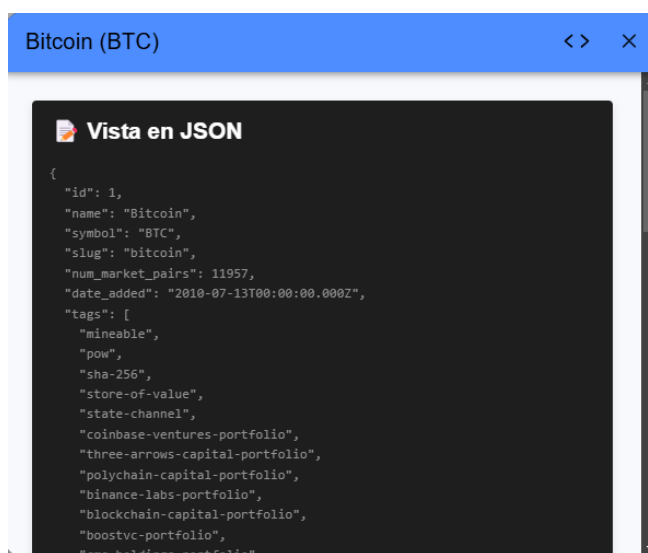 Bitcoin (BTC)
Vista en JSON
{
"id": 1,
"name": "Bitcoin",
"symbol": "BTC",
"slug": "bitcoin",
"num_market_pairs": 11957,
"date_added": "2010-07-13T00:00:00.000Z",
"tags": [
"mineable",
"pow",
"sha-256",
"store-of-value",
"state-channel",
"coinbase-ventures-portfolio",
"three-arrows-capital-portfolio",
"polychain-capital-portfolio",
"binance-labs-portfolio",
"blockchain-capital-portfolio",
"boostvc-portfolio",